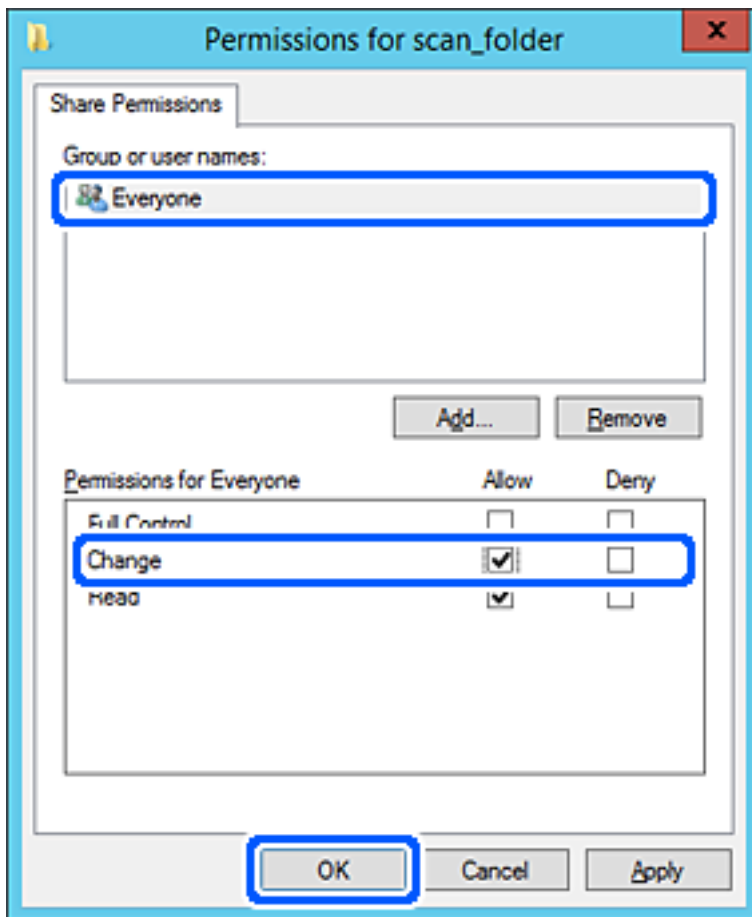 Permissions for scan_folder
x
Share Permissions
Group or user names:
Everyone
Add...
Remove
Permissions for Everyone
Allow
Deny
Full Control
Change
Read
OK
Cancel
Apply